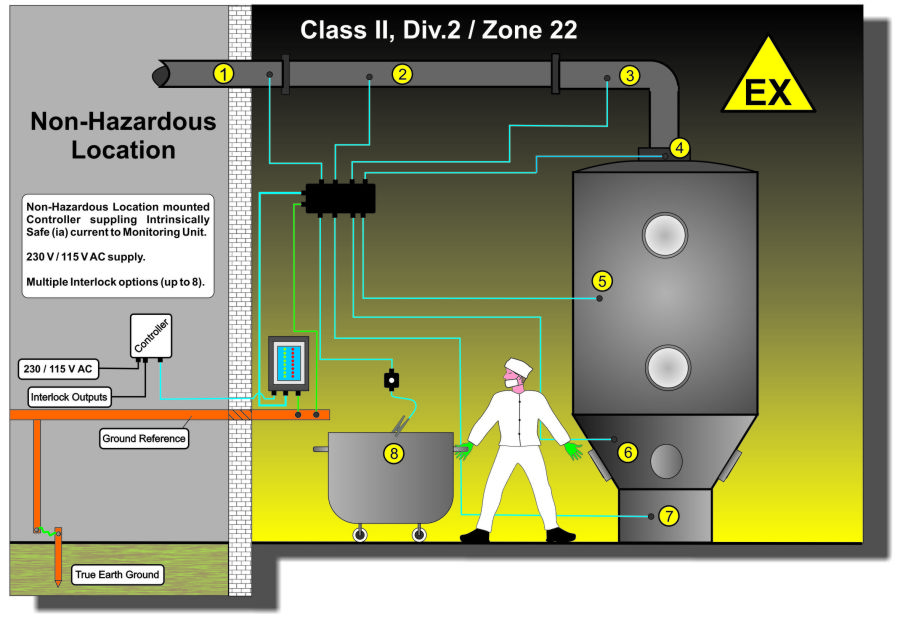 Class II, Div.2 / Zone 22
1
2
3
EX
4
Non-Hazardous
Location
Non-Hazardous Location mounted
Controller suppling Intrinsically
Safe (ia) current to Monitoring Unit.
230 V / 115 V AC supply.
Multiple Interlock options (up to 8).
5
Controller
230 / 115 V AC
Interlock Outputs
Ground Reference
8
6
7
True Earth Ground